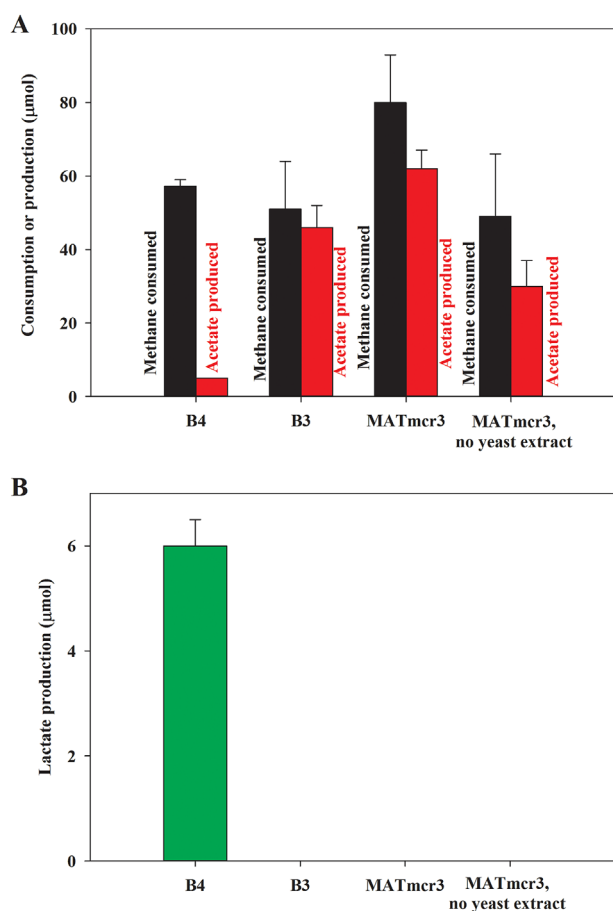 A
Consumption or production (µmol)
100
80
60
40
20
0
Methane consumed
Acetate produced
Methane consumed
Acetate produced
Methane consumed
Acetate produced
Methane consumed
Acetate produced
B4
B3
MATmcr3
MATmcr3,
no yeast extract
B
Lactate production (µmol)
6
4
2
0
B4
B3
MATmcr3
MATmcr3,
no yeast extract